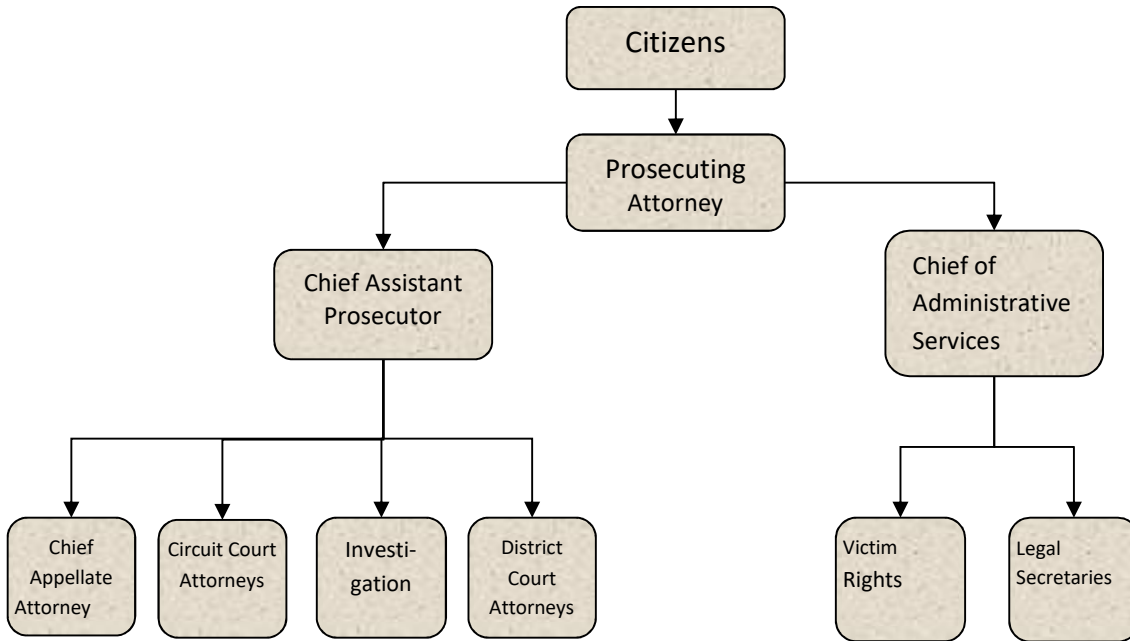 Citizens
Prosecuting
Attorney
Chief Assistant
Prosecutor
Chief of
Administrative
Services
Chief
Appellate
Attorney
Circuit Court
Attorneys
Investi-
gation
District
Court
Attorneys
Victim
Rights
Legal
Secretaries